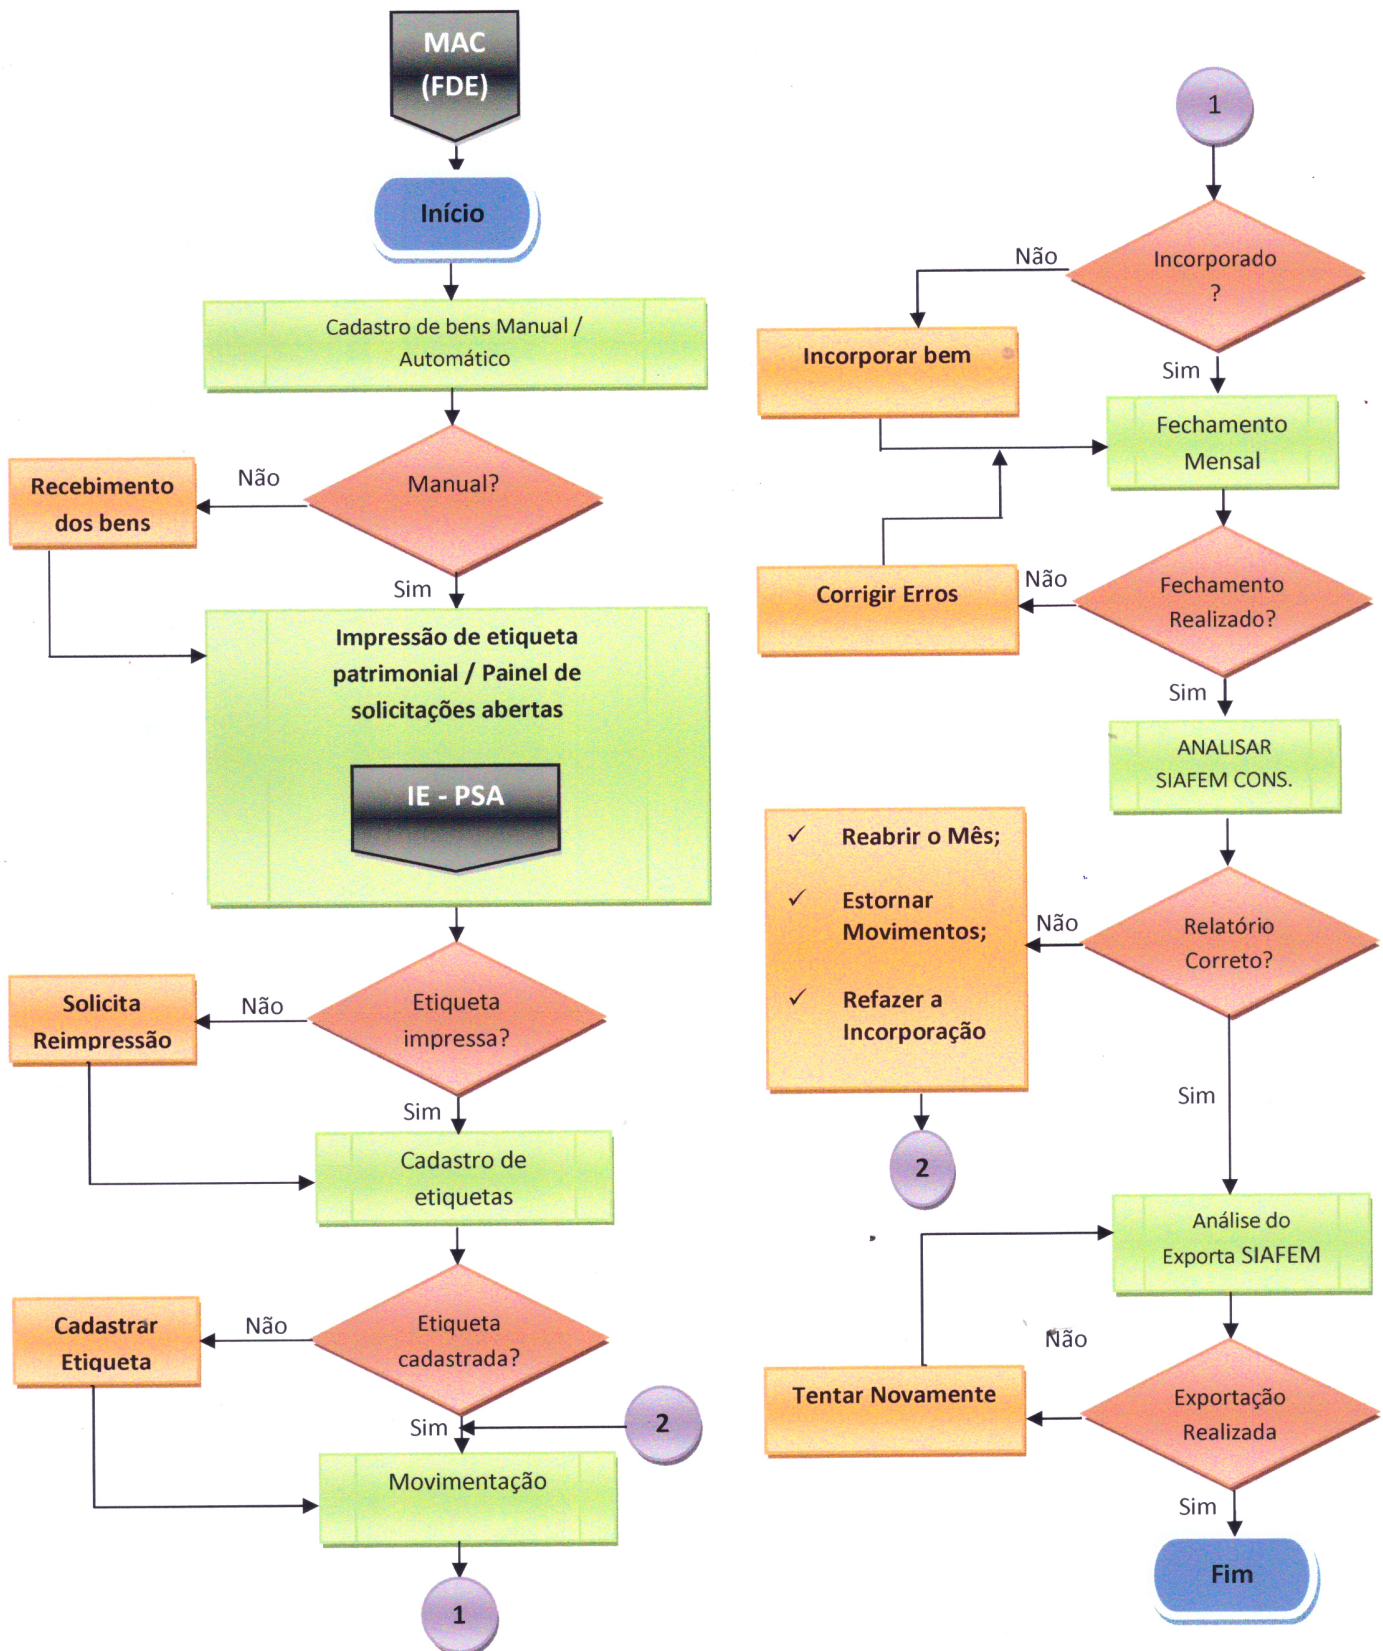 MAC
(FDE)
Início
Cadastro de bens Manual /
Automático
Manual?
Não
Recebimento
dos bens
Sim
Impressão de etiqueta
patrimonial / Painel de
solicitações abertas
IE - PSA
Etiqueta
impressa?
Não
Solicita
Reimpressão
Sim
Cadastro de
etiquetas
Etiqueta
cadastrada?
Não
Cadastrar
Etiqueta
Sim
2
Movimentação
1
1
Incorporado
?
Não
Incorporar bem
Sim
Fechamento
Mensal
Fechamento
Realizado?
Não
Corrigir Erros
Sim
ANALISAR
SIAFEM CONS.
Relatório
Correto?
Não
✓ Reabrir o Mês;
✓ Estornar
Movimentos;
✓ Refazer a
Incorporação
2
Sim
Análise do
Exporta SIAFEM
Não
Tentar Novamente
Exportação
Realizada
Sim
Fim